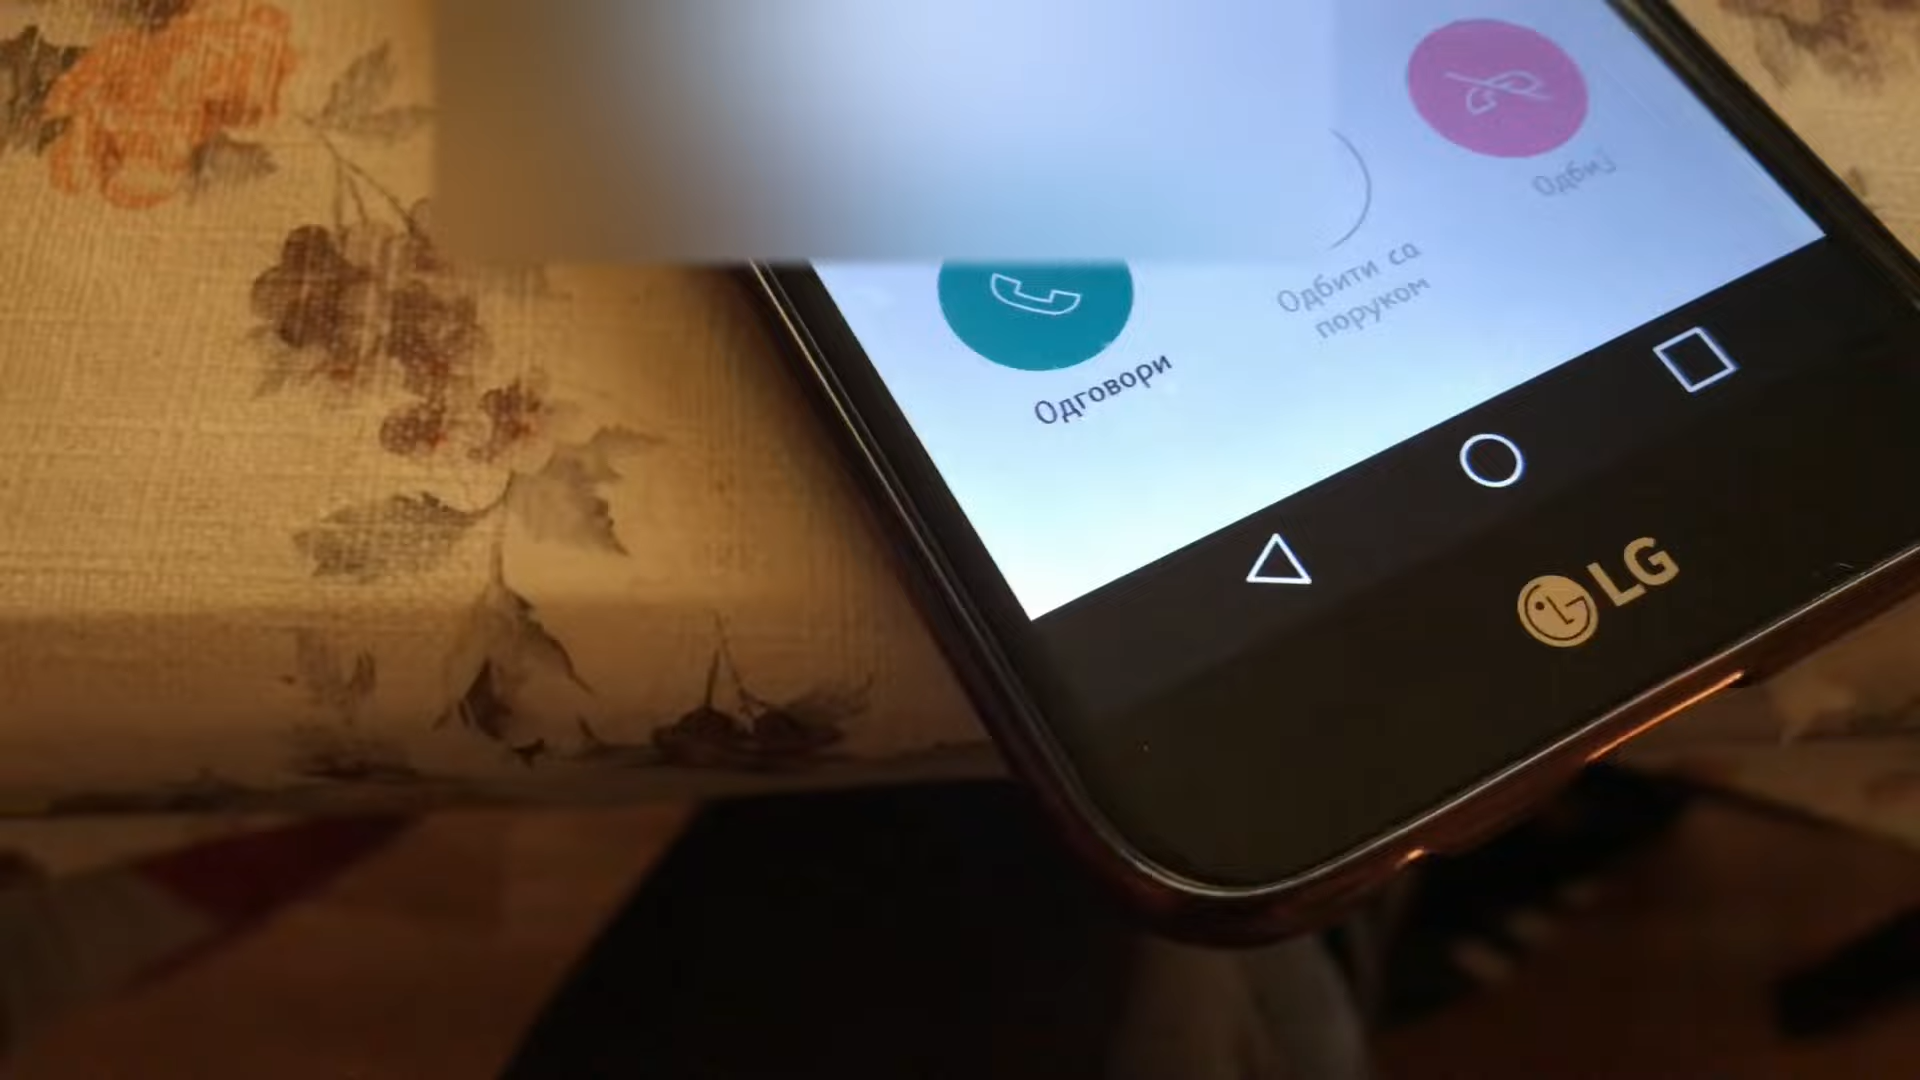 Одбиј
Одбити са
поруком
Одговори
LG